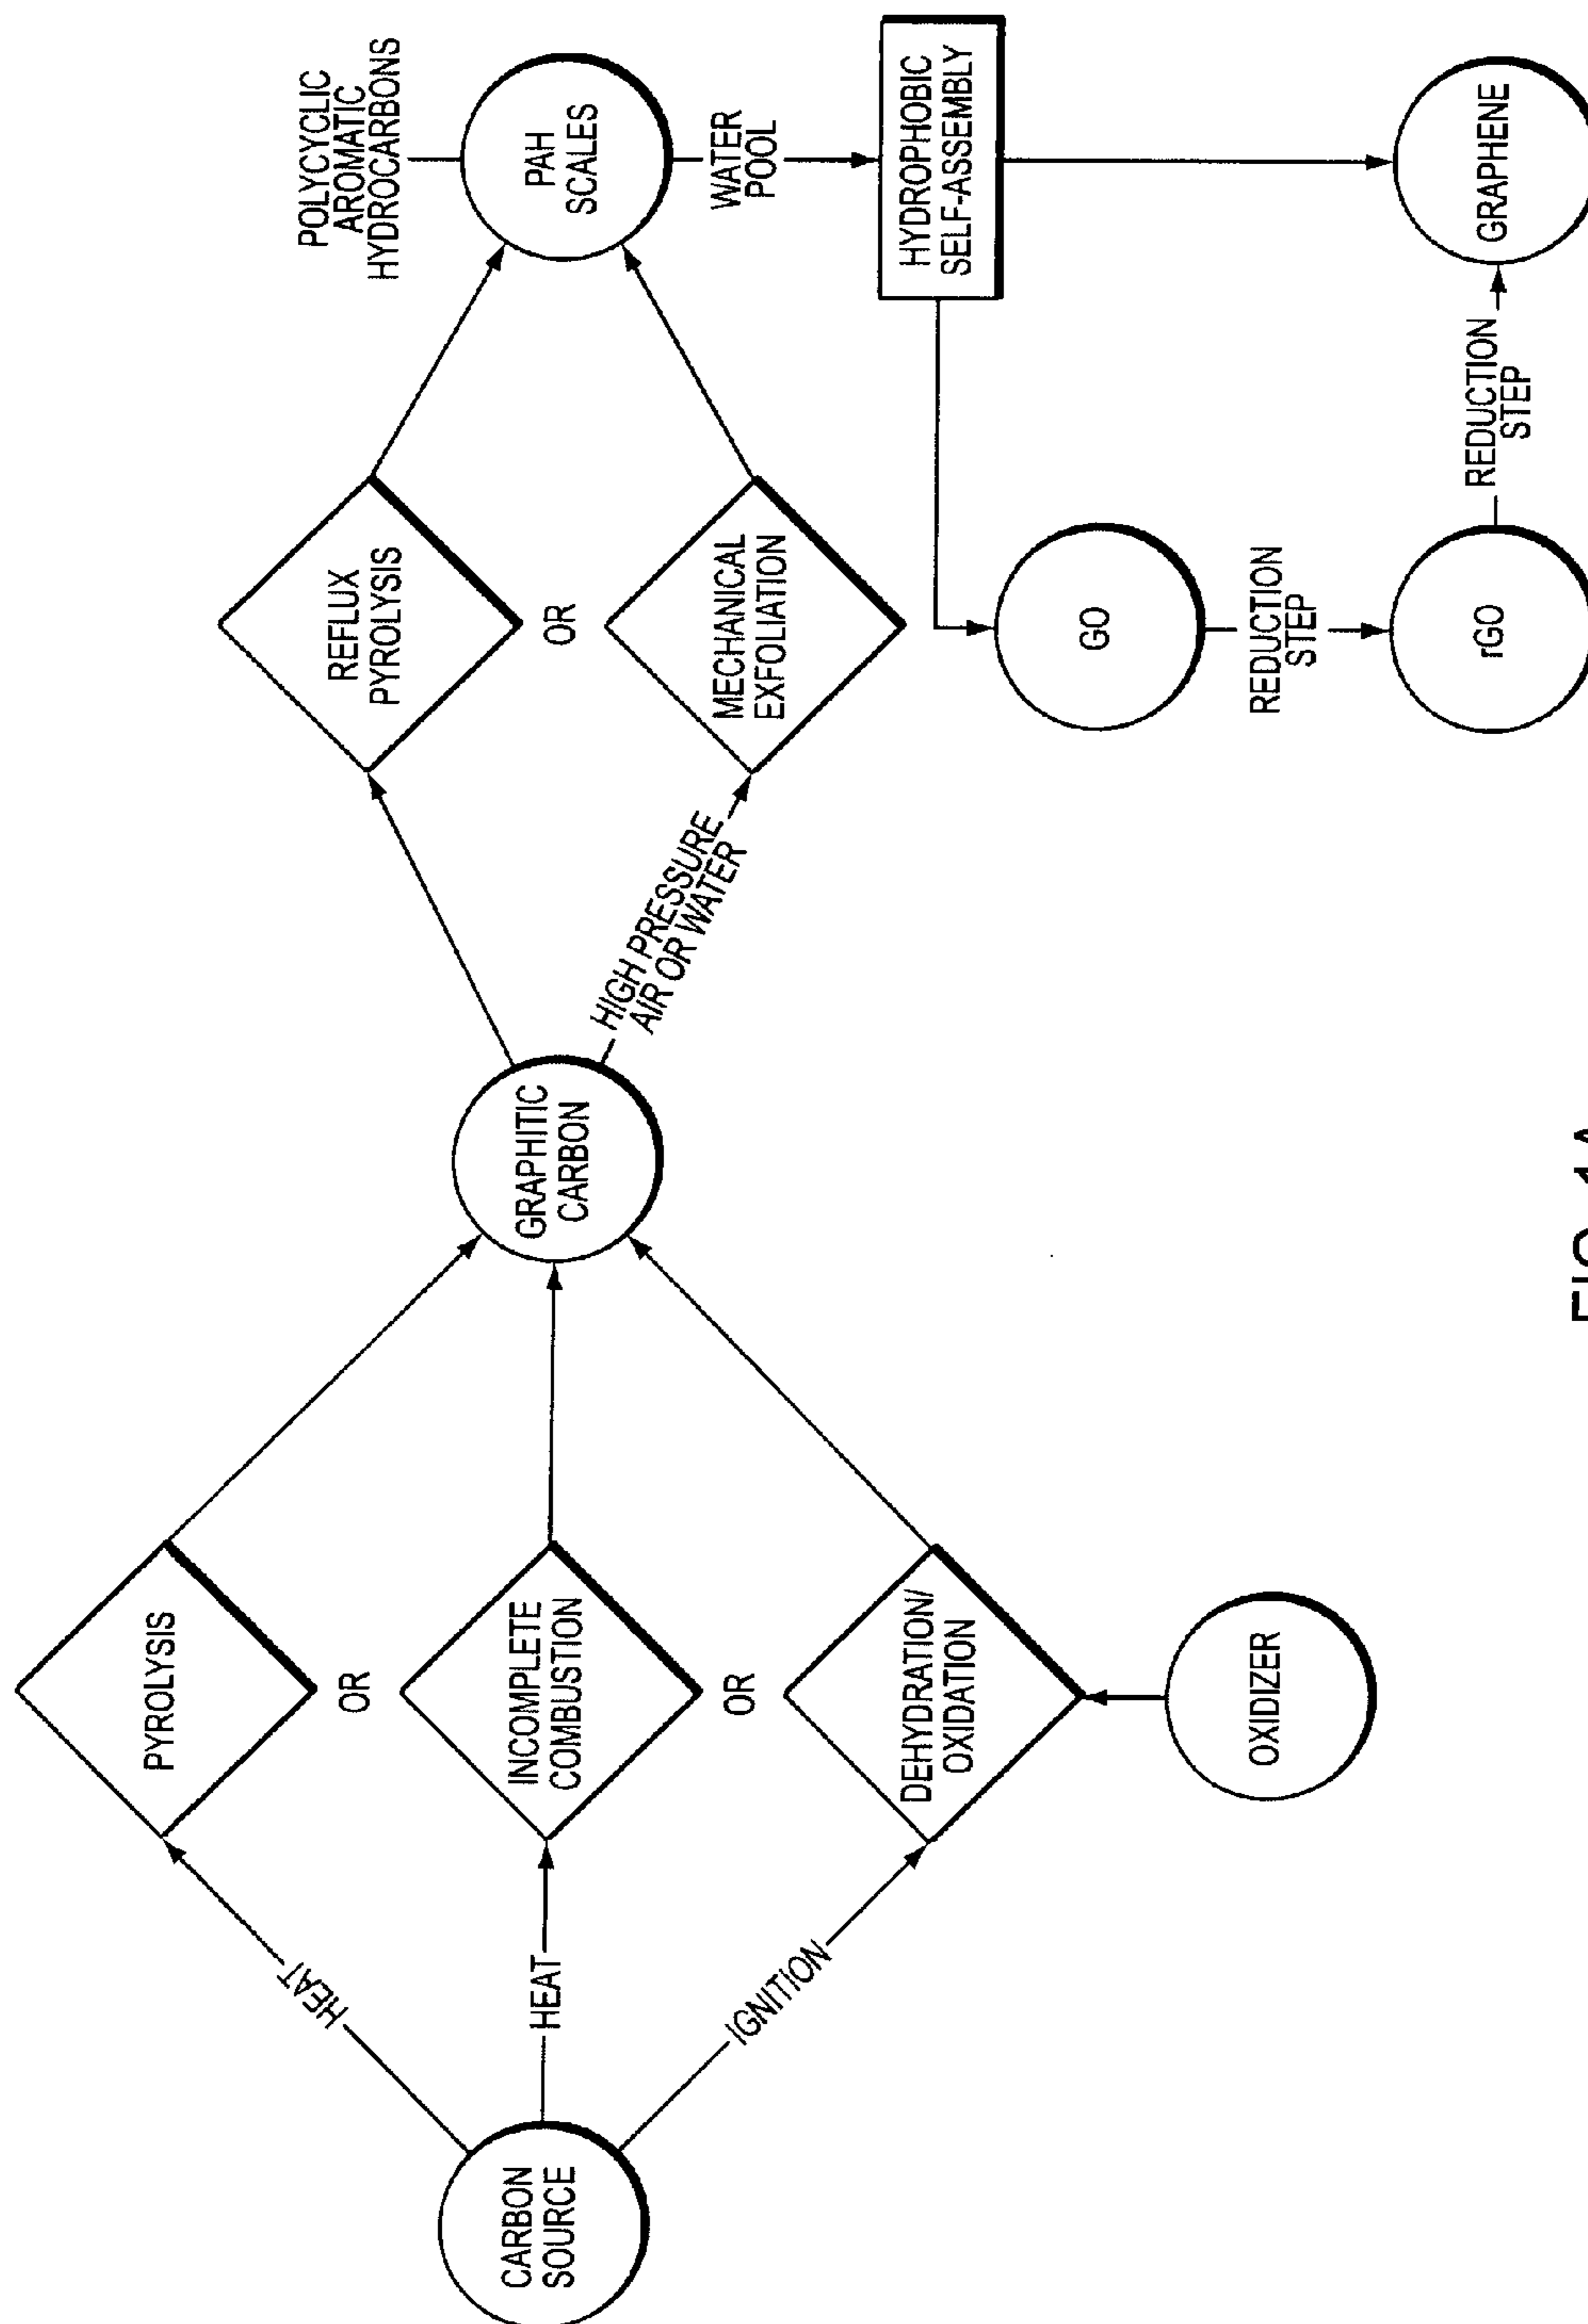 CARBON
SOURCE
HEAT
HEAT
IGNITION
PYROLYSIS
OR
INCOMPLETE
COMBUSTION
OR
DEHYDRATION/
OXIDATION
OXIDIZER
GRAPHITIC
CARBON
HIGH PRESSURE
AIR OR WATER
REFLUX
PYROLYSIS
OR
MECHANICAL
EXFOLIATION
POLYCYCLIC
AROMATIC
HYDROCARBONS
PAH
SCALES
WATER
POOL
HYDROPHOBIC
SELF-ASSEMBLY
GO
REDUCTION
STEP
rGO
REDUCTION
STEP
GRAPHENE
FIG. 1A